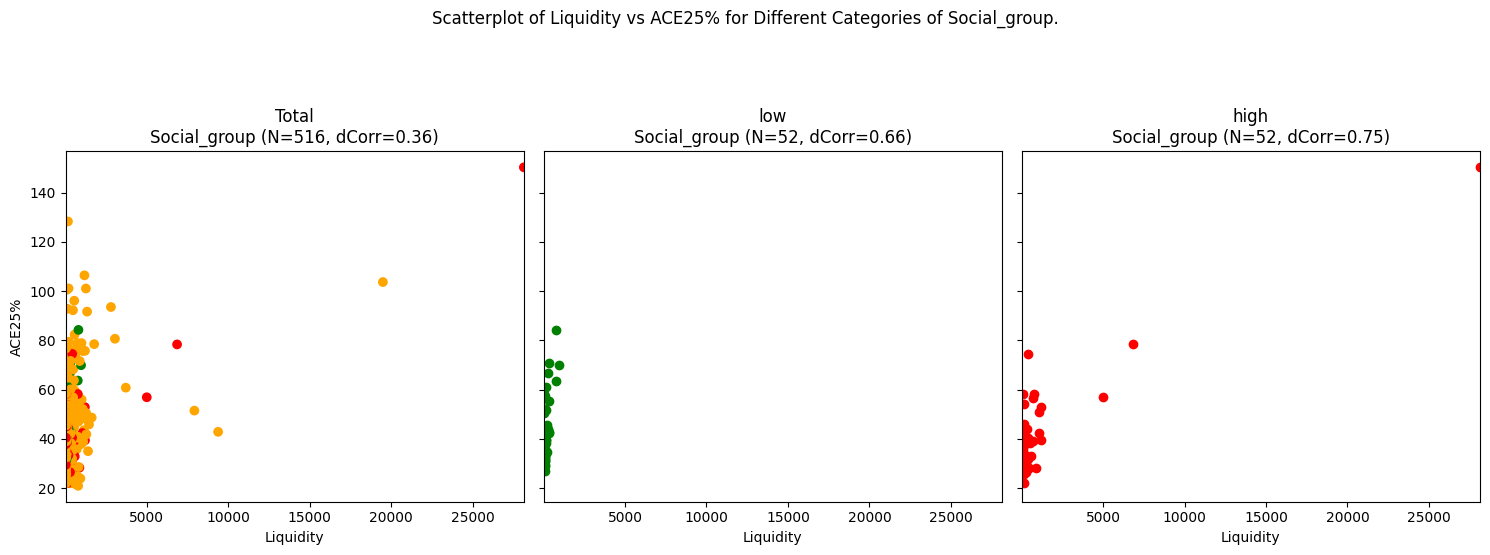 Scatterplot of Liquidity vs ACE25% for Different Categories of Social_group.
Total
Social_group (N=516, dCorr=0.36)
low
Social_group (N=52, dCorr=0.66)
high
Social_group (N=52, dCorr=0.75)
ACE25%
140
120
100
80
60
40
20
5000 10000 15000 20000 25000
5000 10000 15000 20000 25000
5000 10000 15000 20000 25000
Liquidity
Liquidity
Liquidity